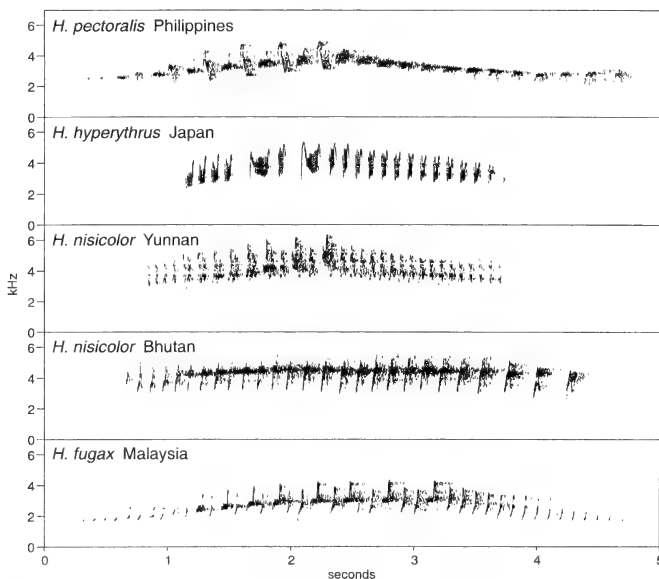 6
H. pectoralis Philippines
4
2
0
6
H. hyperythrus Japan
4
2
0
6
H. nisicolor Yunnan
4
2
0
6
H. nisicolor Bhutan
4
2
0
6
H. fugax Malaysia
4
2
0
kHz
0 1 2 3 4 5
seconds